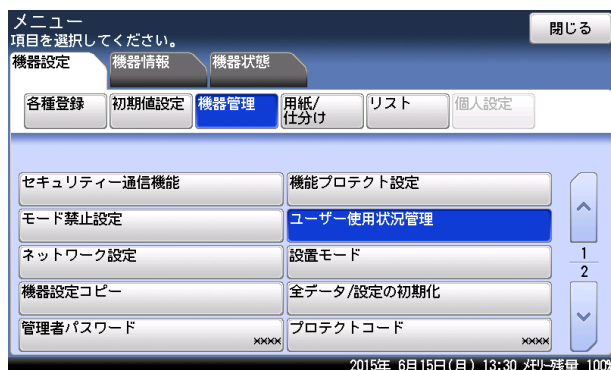 メニュー
項目を選択してください。
閉じる
機器設定 機器情報 機器状態
各種登録 初期値設定 機器管理 用紙/
仕分け リスト 個人設定
セキュリティー通信機能 機能プロテクト設定
モード禁止設定 ユーザー使用状況管理
ネットワーク設定 設置モード
1
2
機器設定コピー 全データ/設定の初期化
管理者パスワード ×××× プロテクトコード ××××
2015年 6月15日(月) 13:30 メモリー残量 100%